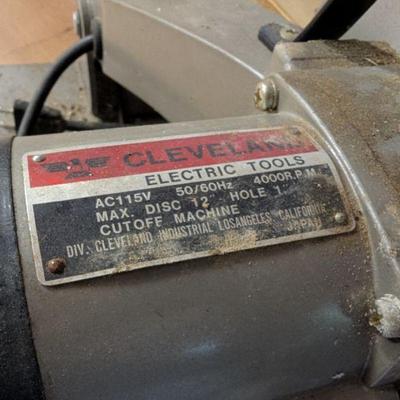 CLEVELAND
ELECTRIC TOOLS
AC115V 50/60Hz 4000R.P.M
MAX. DISC 12 HOLE 1
CUTOFF MACHINE
DIV. CLEVELAND INDUSTRIAL LOSANGELES CALIFORNIA
JAPAN